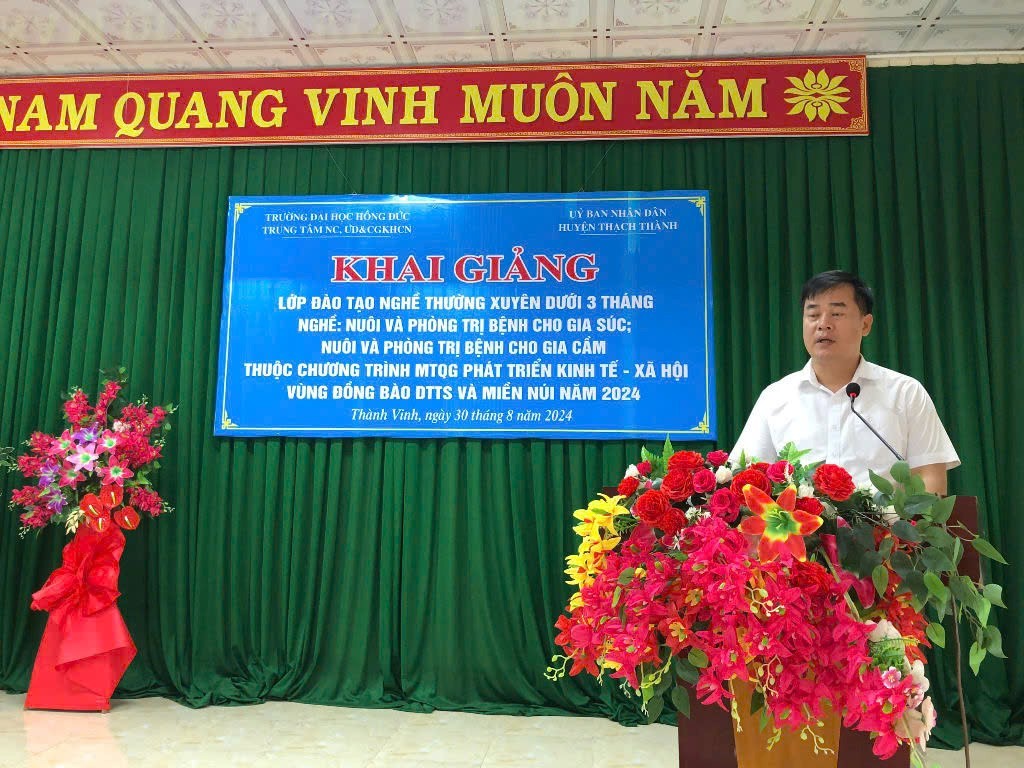 NAM QUANG VINH MUÔN NĂM
TRƯỜNG ĐẠI HỌC HỒNG ĐỨC
TRUNG TÂM NC, ƯD&CGKHCN
UỶ BAN NHÂN DÂN
HUYỆN THẠCH THÀNH
KHAI GIẢNG
LỚP ĐÀO TẠO NGHỀ THƯỜNG XUYÊN DƯỚI 3 THÁNG
NGHỀ: NUÔI VÀ PHÒNG TRỊ BỆNH CHO GIA SÚC;
NUÔI VÀ PHÒNG TRỊ BỆNH CHO GIA CẦM
THUỘC CHƯƠNG TRÌNH MTQG PHÁT TRIỂN KINH TẾ - XÃ HỘI
VÙNG ĐỒNG BÀO DTTS VÀ MIỀN NÚI NĂM 2024
Thành Vinh, ngày 30 tháng 8 năm 2024